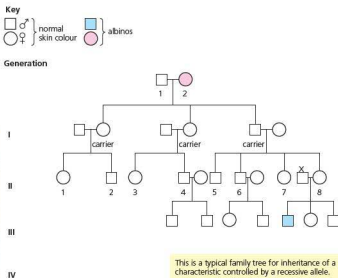 Key
normal
skin colour
albinos
Generation
1 2
I
carrier carrier carrier
X
II
1 2 3 4 5 6 7 8
III
This is a typical family tree for inheritance of a
characteristic controlled by a recessive allele.
IV